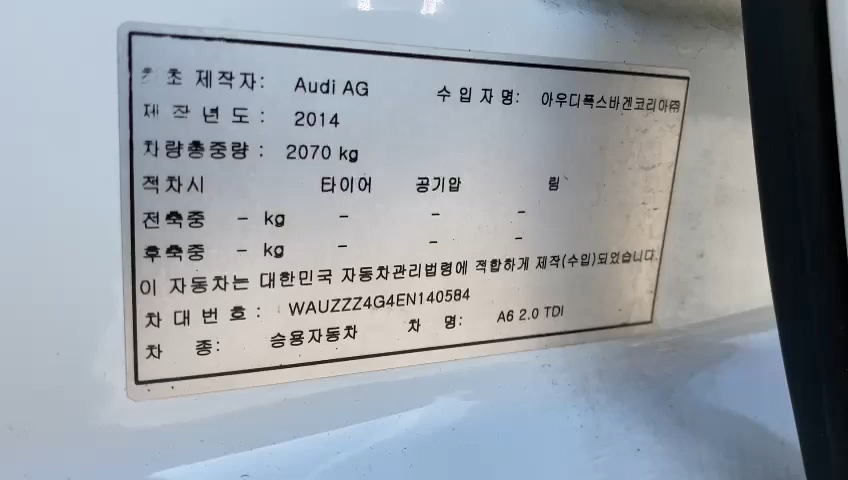 최초 제작자: Audi AG 수 입 자 명: 아우디폭스바겐코리아㈜
제 작 년 도 : 2014
차량총중량 : 2070 kg
적차시 타이어 공기압 림
전축중 - kg - - -
후축중 - kg - - -
이 자동차는 대한민국 자동차관리법령에 적합하게 제작(수입)되었습니다.
차 대 번 호 : WAUZZZ4G4EN140584
차 종: 승용자동차 차 명: A6 2.0 TDI